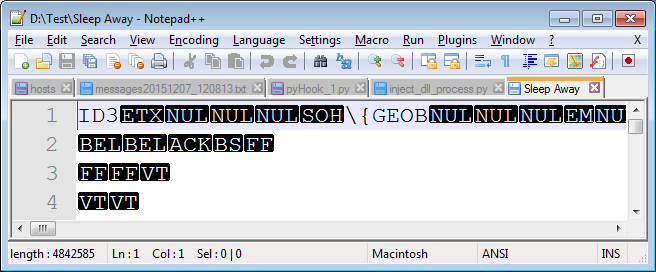 D:\Test\Sleep Away - Notepad++
File Edit Search View Encoding Language Settings Macro Run Plugins Window ? X
hosts messages20151207_120813.txt pyHook_1.py inject_dll_process.py Sleep Away
1 ID3ETXNULNULNULSOH\{GEOBNULNULNULEMNU
2 BELBELACKBSFF
3 FFFFVT
4 VTVT
length : 4842585 Ln : 1 Col : 1 Sel : 0 | 0 Macintosh ANSI INS